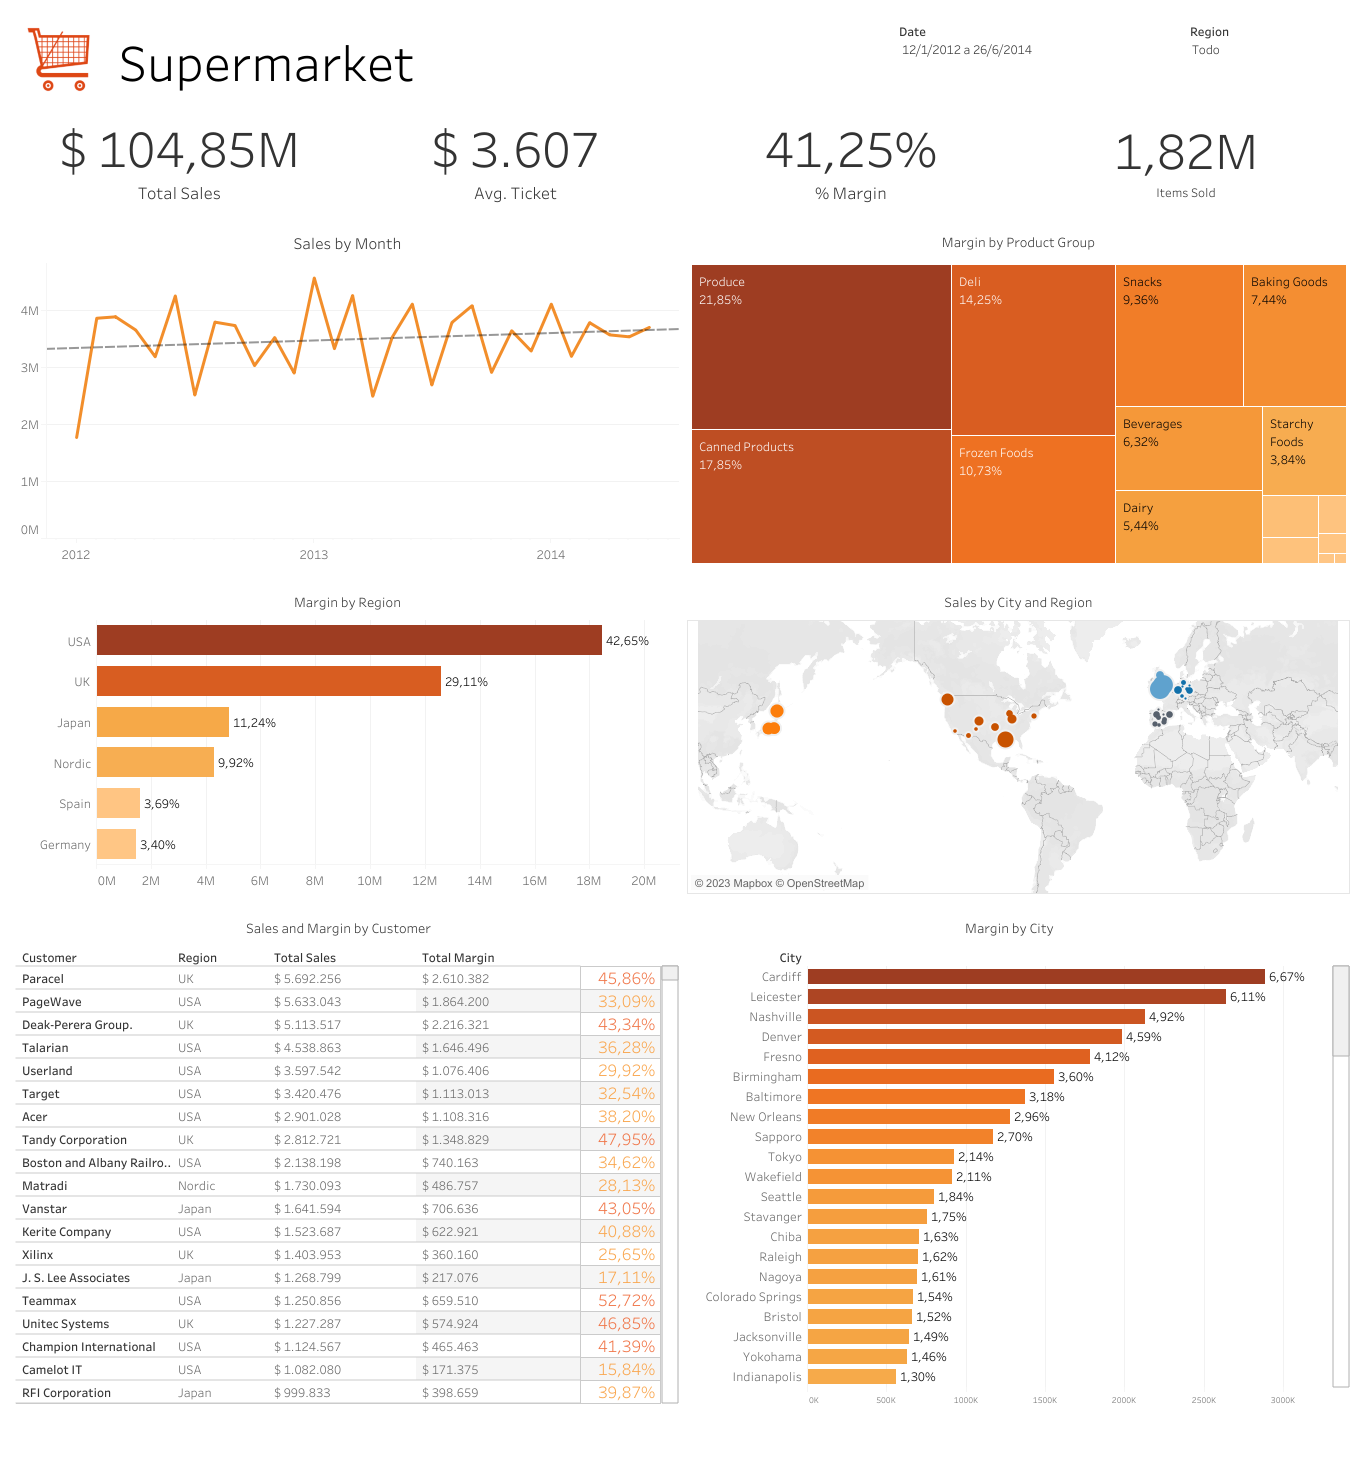 Supermarket
Date
12/1/2012 a 26/6/2014
Region
Todo
$ 104,85M
Total Sales
$ 3.607
Avg. Ticket
41,25%
% Margin
1,82M
Items Sold
Sales by Month
4M
3M
2M
1M
0M
2012 2013 2014
Margin by Product Group
Produce
21,85%
Canned Products
17,85%
Deli
14,25%
Frozen Foods
10,73%
Snacks
9,36%
Baking Goods
7,44%
Beverages
6,32%
Dairy
5,44%
Starchy
Foods
3,84%
Margin by Region
USA 42,65%
UK 29,11%
Japan 11,24%
Nordic 9,92%
Spain 3,69%
Germany 3,40%
0M 2M 4M 6M 8M 10M 12M 14M 16M 18M 20M
Sales by City and Region
© 2023 Mapbox © OpenStreetMap
Sales and Margin by Customer
Customer Region Total Sales Total Margin
Paracel UK $ 5.692.256 $ 2.610.382 45,86%
PageWave USA $ 5.633.043 $ 1.864.200 33,09%
Deak-Perera Group. UK $ 5.113.517 $ 2.216.321 43,34%
Talarian USA $ 4.538.863 $ 1.646.496 36,28%
Userland USA $ 3.597.542 $ 1.076.406 29,92%
Target USA $ 3.420.476 $ 1.113.013 32,54%
Acer USA $ 2.901.028 $ 1.108.316 38,20%
Tandy Corporation UK $ 2.812.721 $ 1.348.829 47,95%
Boston and Albany Railro.. USA $ 2.138.198 $ 740.163 34,62%
Matradi Nordic $ 1.730.093 $ 486.757 28,13%
Vanstar Japan $ 1.641.594 $ 706.636 43,05%
Kerite Company USA $ 1.523.687 $ 622.921 40,88%
Xilinx UK $ 1.403.953 $ 360.160 25,65%
J. S. Lee Associates Japan $ 1.268.799 $ 217.076 17,11%
Teammax USA $ 1.250.856 $ 659.510 52,72%
Unitec Systems UK $ 1.227.287 $ 574.924 46,85%
Champion International USA $ 1.124.567 $ 465.463 41,39%
Camelot IT USA $ 1.082.080 $ 171.375 15,84%
RFI Corporation Japan $ 999.833 $ 398.659 39,87%
Margin by City
City
Cardiff 6,67%
Leicester 6,11%
Nashville 4,92%
Denver 4,59%
Fresno 4,12%
Birmingham 3,60%
Baltimore 3,18%
New Orleans 2,96%
Sapporo 2,70%
Tokyo 2,14%
Wakefield 2,11%
Seattle 1,84%
Stavanger 1,75%
Chiba 1,63%
Raleigh 1,62%
Nagoya 1,61%
Colorado Springs 1,54%
Bristol 1,52%
Jacksonville 1,49%
Yokohama 1,46%
Indianapolis 1,30%
0K 500K 1000K 1500K 2000K 2500K 3000K